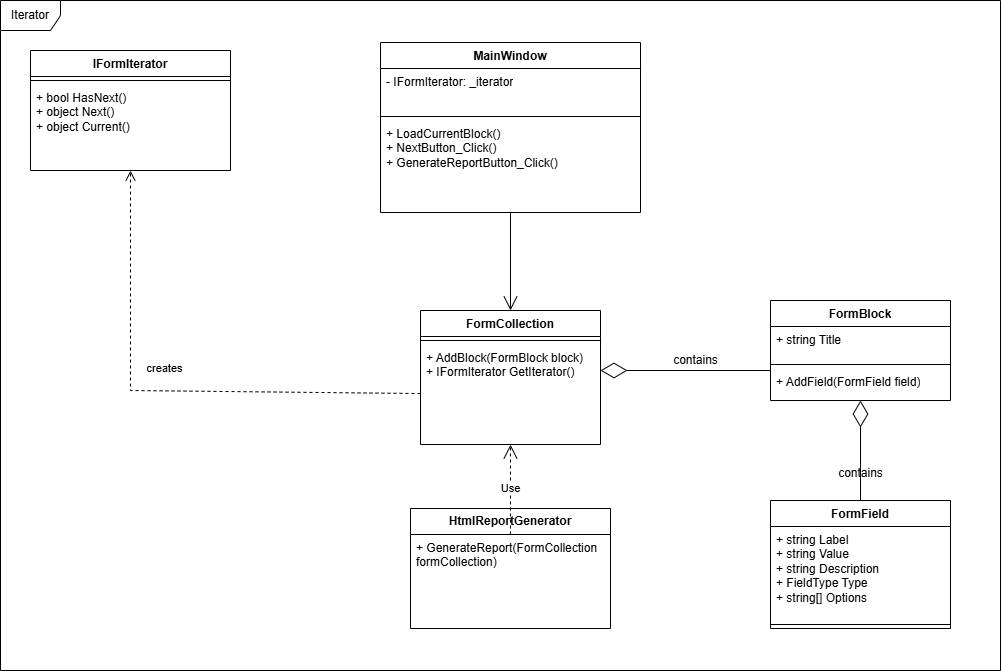 Iterator
IFormIterator
+ bool HasNext()
+ object Next()
+ object Current()
MainWindow
- IFormIterator: _iterator
+ LoadCurrentBlock()
+ NextButton_Click()
+ GenerateReportButton_Click()
creates
FormCollection
+ AddBlock(FormBlock block)
+ IFormIterator GetIterator()
contains
FormBlock
+ string Title
+ AddField(FormField field)
contains
Use
HtmlReportGenerator
+ GenerateReport(FormCollection
formCollection)
FormField
+ string Label
+ string Value
+ string Description
+ FieldType Type
+ string[] Options